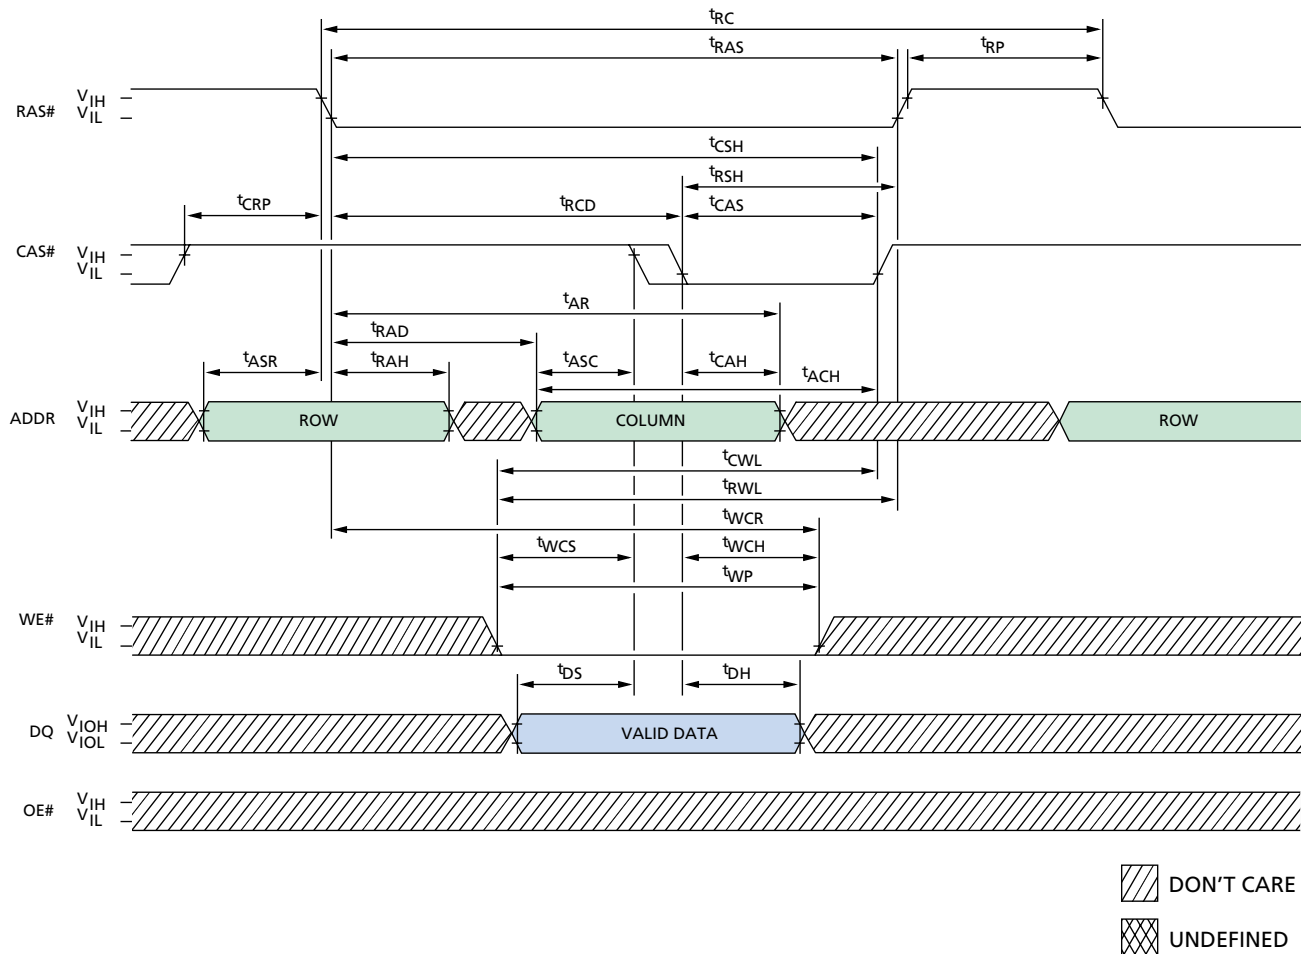 tRC
tRAS
tRP
RAS#
VIH
VIL
tCSH
tRSH
tCRP
tRCD
tCAS
CAS#
VIH
VIL
tAR
tRAD
tASR
tRAH
tASC
tCAH
tACH
ADDR
VIH
VIL
ROW
COLUMN
ROW
tCWL
tRWL
tWCR
tWCS
tWCH
tWP
WE#
VIH
VIL
tDS
tDH
DQ
VIOH
VIOL
VALID DATA
OE#
VIH
VIL
DON'T CARE
UNDEFINED